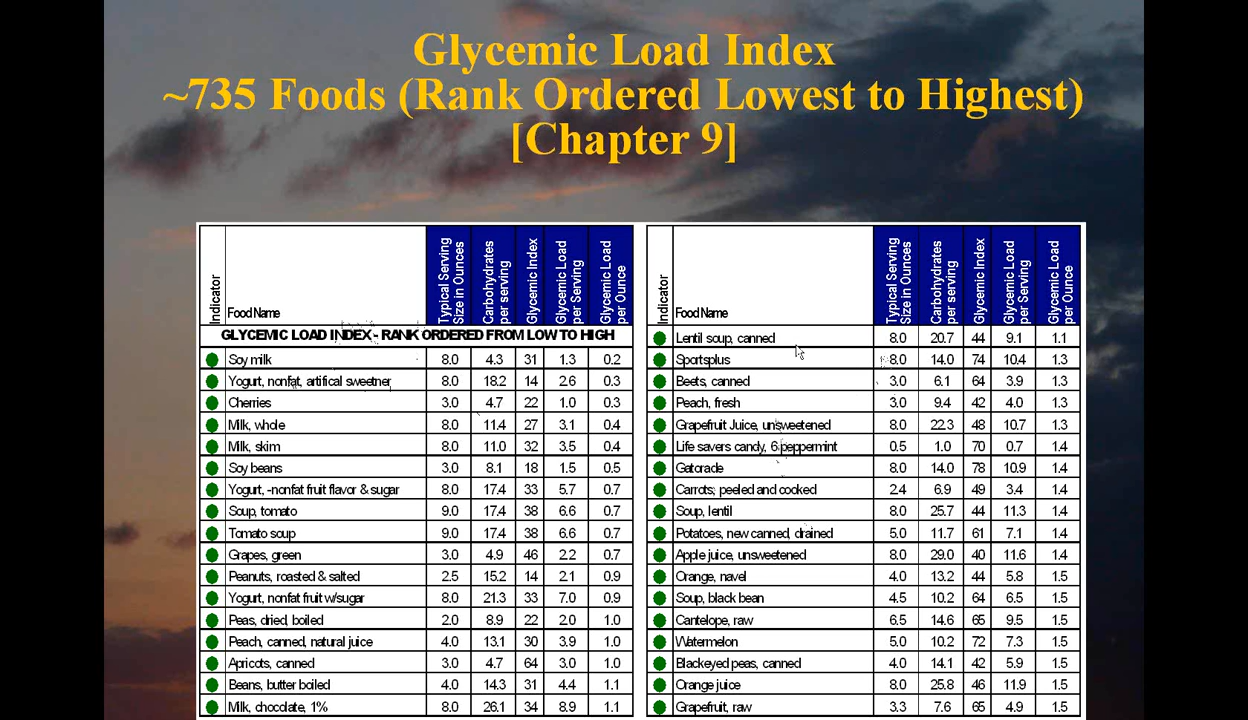 Glycemic Load Index
~735 Foods (Rank Ordered Lowest to Highest)
[Chapter 9]
Indicator FoodName Typical Serving Size in Ounces Carbohydrates per serving Glycemic Index Glycemic Load per Serving Glycemic Load per Ounce
GLYCEMIC LOAD INDEX - RANK ORDERED FROM LOW TO HIGH
Soy milk 8.0 4.3 31 1.3 0.2
Yogurt, nonfat, artifical sweetner 8.0 18.2 14 2.6 0.3
Cherries 3.0 4.7 22 1.0 0.3
Milk, whole 8.0 11.4 27 3.1 0.4
Milk, skim 8.0 11.0 32 3.5 0.4
Soy beans 3.0 8.1 18 1.5 0.5
Yogurt, -nonfat fruit flavor & sugar 8.0 17.4 33 5.7 0.7
Soup, tomato 9.0 17.4 38 6.6 0.7
Tomato soup 9.0 17.4 38 6.6 0.7
Grapes, green 3.0 4.9 46 2.2 0.7
Peanuts, roasted & salted 2.5 15.2 14 2.1 0.9
Yogurt, nonfat fruit w/sugar 8.0 21.3 33 7.0 0.9
Peas, dried, boiled 2.0 8.9 22 2.0 1.0
Peach, canned, natural juice 4.0 13.1 30 3.9 1.0
Apricots, canned 3.0 4.7 64 3.0 1.0
Beans, butter boiled 4.0 14.3 31 4.4 1.1
Milk, chocolate, 1% 8.0 26.1 34 8.9 1.1
Indicator FoodName Typical Serving Size in Ounces Carbohydrates per serving Glycemic Index Glycemic Load per Serving Glycemic Load per Ounce
Lentil soup, canned 8.0 20.7 44 9.1 1.1
Sportsplus 8.0 14.0 74 10.4 1.3
Beets, canned 3.0 6.1 64 3.9 1.3
Peach, fresh 3.0 9.4 42 4.0 1.3
Grapefruit Juice, unsweetened 8.0 22.3 48 10.7 1.3
Life savers candy, 6 peppermint 0.5 1.0 70 0.7 1.4
Gatorade 8.0 14.0 78 10.9 1.4
Carrots; peeled and cooked 2.4 6.9 49 3.4 1.4
Soup, lentil 8.0 25.7 44 11.3 1.4
Potatoes, new canned, drained 5.0 11.7 61 7.1 1.4
Apple juice, unsweetened 8.0 29.0 40 11.6 1.4
Orange, navel 4.0 13.2 44 5.8 1.5
Soup, black bean 4.5 10.2 64 6.5 1.5
Cantelope, raw 6.5 14.6 65 9.5 1.5
Watermelon 5.0 10.2 72 7.3 1.5
Blackeyed peas, canned 4.0 14.1 42 5.9 1.5
Orange juice 8.0 25.8 46 11.9 1.5
Grapefruit, raw 3.3 7.6 65 4.9 1.5